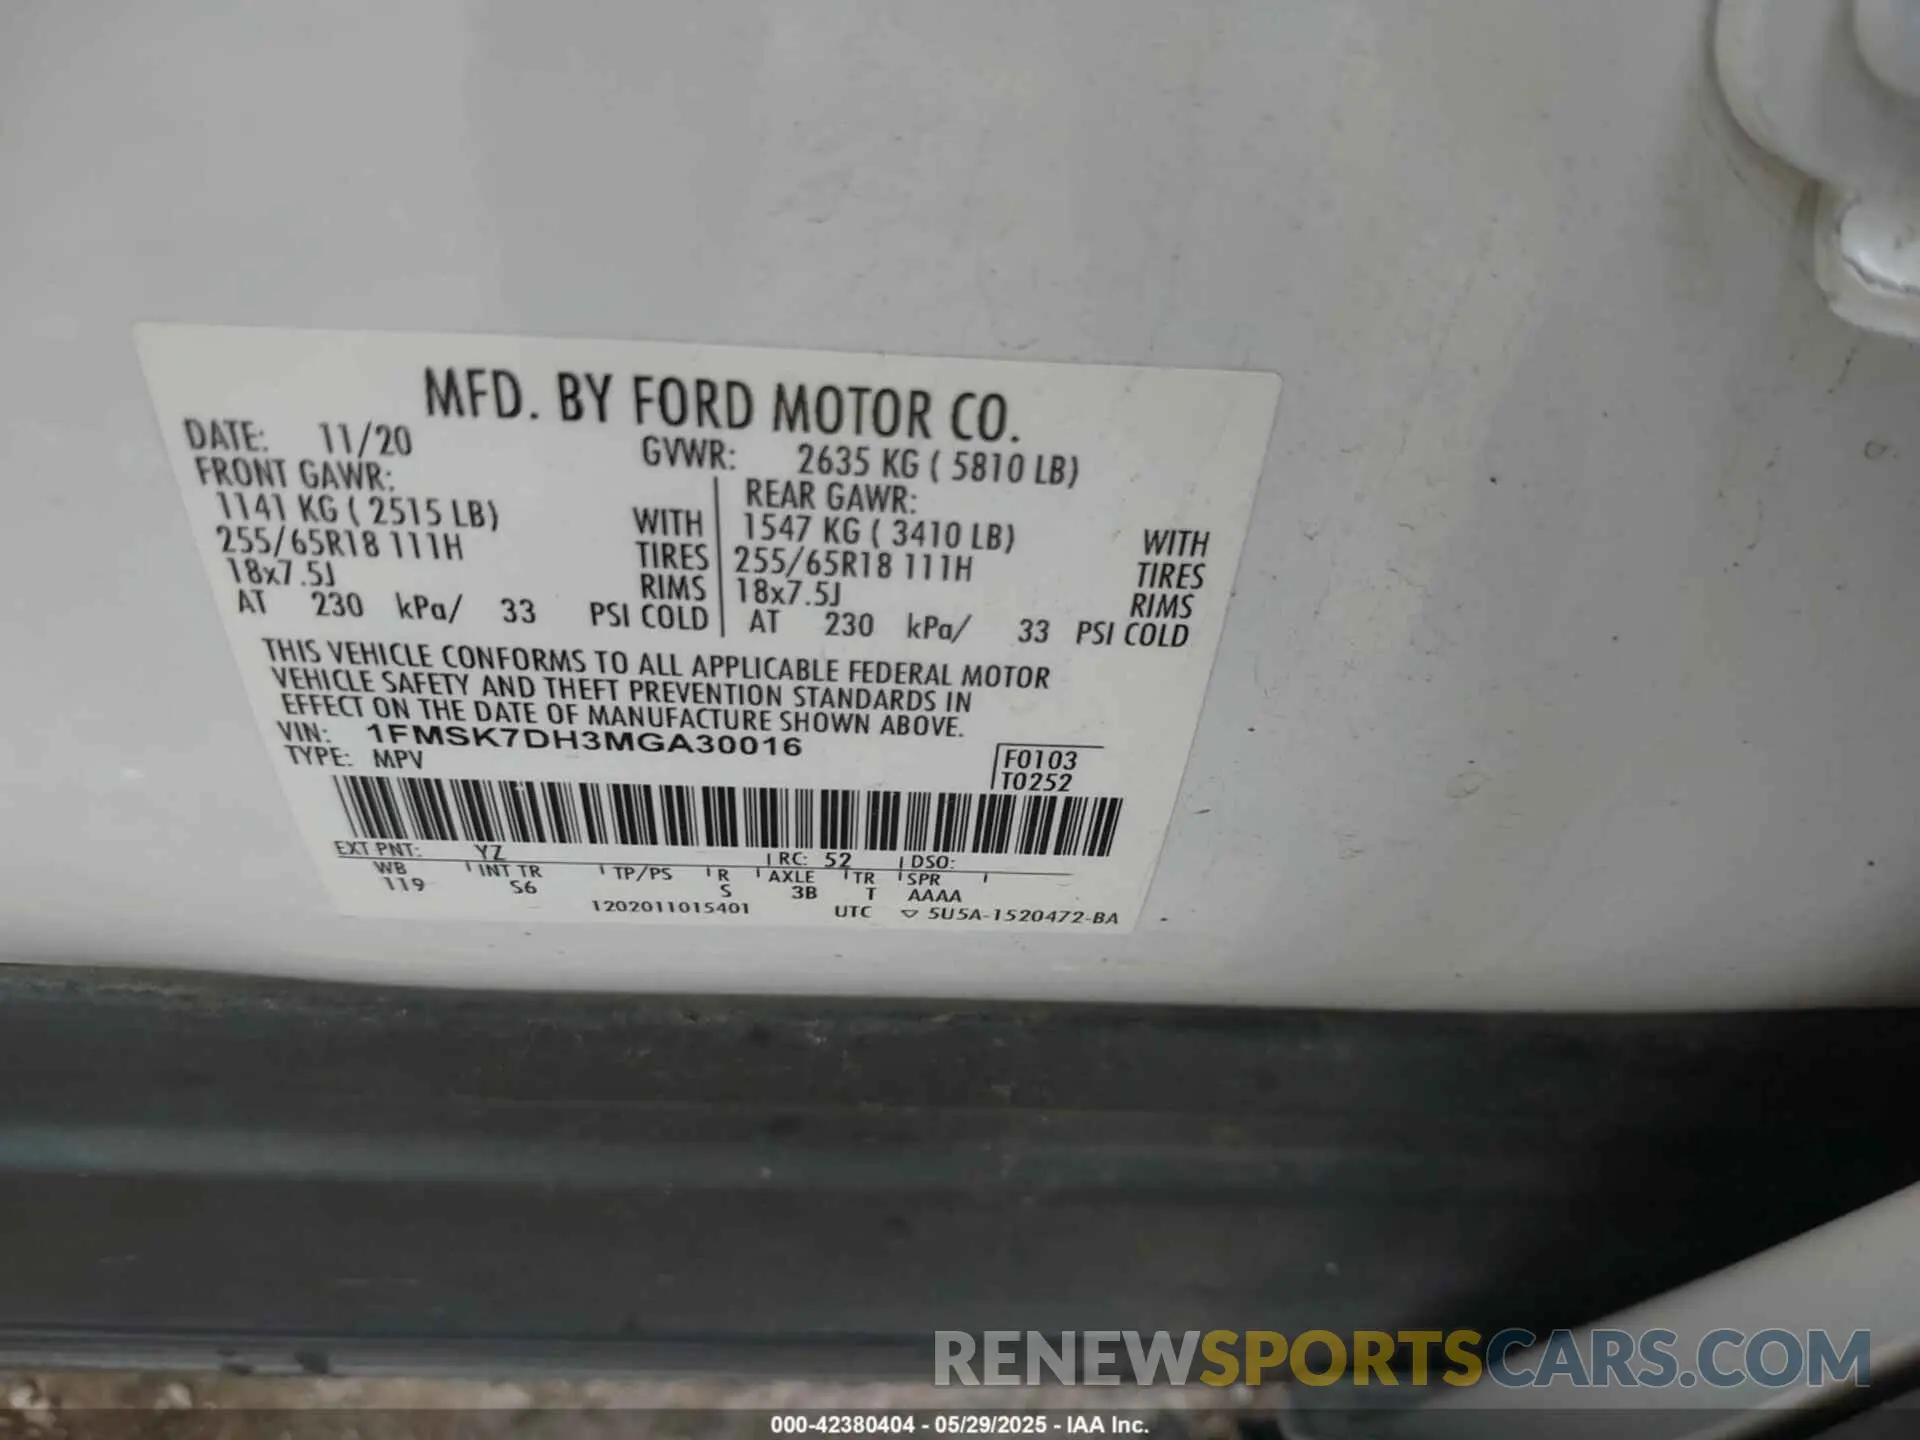 MFD. BY FORD MOTOR CO.
DATE: 11/20 GVWR: 2635 KG ( 5810 LB)
FRONT GAWR: REAR GAWR:
1141 KG ( 2515 LB) WITH 1547 KG ( 3410 LB) WITH
255/65R18 111H TIRES 255/65R18 111H TIRES
18x7.5J RIMS 18x7.5J RIMS
AT 230 kPa/ 33 PSI COLD AT 230 kPa/ 33 PSI COLD
THIS VEHICLE CONFORMS TO ALL APPLICABLE FEDERAL MOTOR
VEHICLE SAFETY AND THEFT PREVENTION STANDARDS IN
EFFECT ON THE DATE OF MANUFACTURE SHOWN ABOVE.
VIN: 1FMSK7DH3MGA30016
TYPE: MPV F0103
T0252
EXT PNT: YZ RC: 52 DSO:
WB INT TR TP/PS R AXLE TR SPR
119 S6 S 3B T AAAA
1202011015401 UTC ▽ 5U5A-1520472-BA
RENEWSPORTSCARS.COM
000-42380404 - 05/29/2025 - IAA Inc.